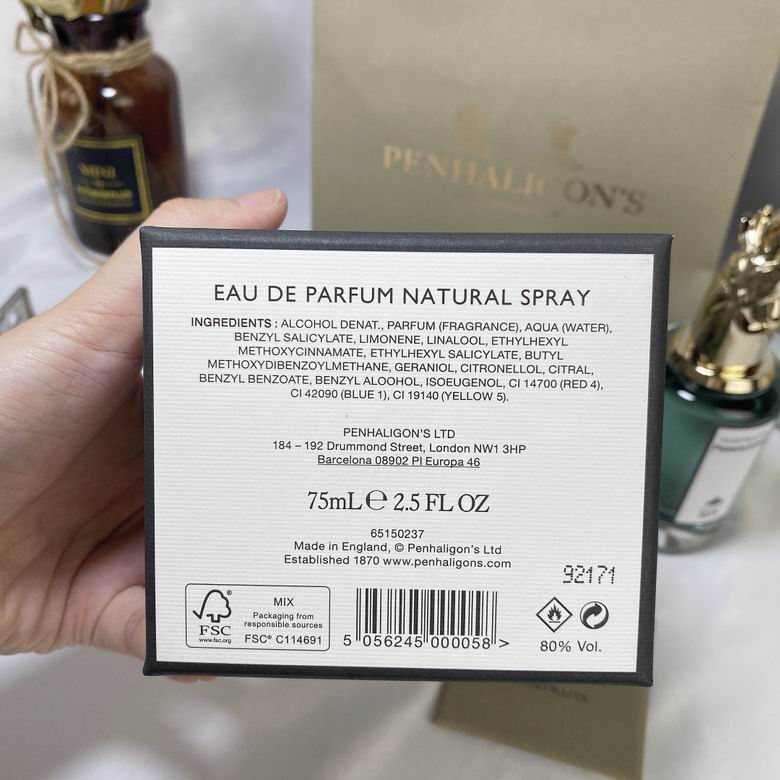 PENHALIGON'S
EAU DE PARFUM NATURAL SPRAY
INGREDIENTS : ALCOHOL DENAT., PARFUM (FRAGRANCE), AQUA (WATER),
BENZYL SALICYLATE, LIMONENE, LINALOOL, ETHYLHEXYL
METHOXYCINNAMATE, ETHYLHEXYL SALICYLATE, BUTYL
METHOXYDIBENZOYLMETHANE, GERANIOL, CITRONELLOL, CITRAL,
BENZYL BENZOATE, BENZYL ALOOHOL, ISOEUGENOL, CI 14700 (RED 4),
CI 42090 (BLUE 1), CI 19140 (YELLOW 5).
PENHALIGON'S LTD
184 – 192 Drummond Street, London NW1 3HP
Barcelona 08902 Pl Europa 46
75mL ℮ 2.5 FL OZ
65150237
Made in England, © Penhaligon's Ltd
Established 1870 www.penhaligons.com
92171
FSC
www.fsc.org
MIX
Packaging from
responsible sources
FSC® C114691
5 056245 000058 >
80% Vol.